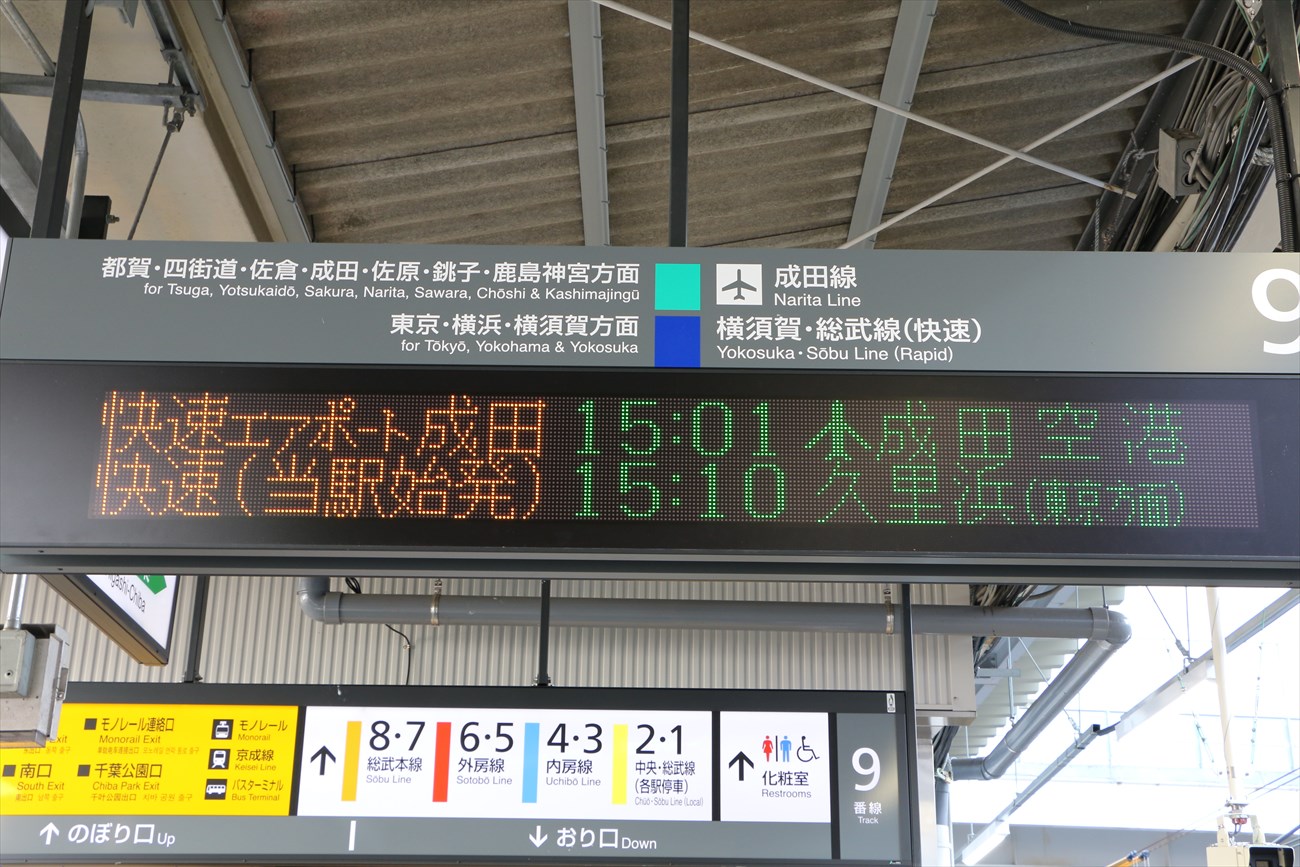 都賀・四街道・佐倉・成田・佐原・銚子・鹿島神宮方面
for Tsuga, Yotsukaidō, Sakura, Narita, Sawara, Chōshi & Kashimajingū
成田線
Narita Line
東京・横浜・横須賀方面
for Tōkyō, Yokohama & Yokosuka
横須賀・総武線(快速)
Yokosuka・Sōbu Line (Rapid)
9
快速エアポート成田 15:01 成田空港
快速(当駅始発) 15:10 久里浜(東京方面)
gashi-Chiba
モノレール連絡口
Monorail Exit
南口
South Exit
千葉公園口
Chiba Park Exit
モノレール
Monorail
京成線
Keisei Line
バスターミナル
Bus Terminal
↑ 8・7
総武本線
Sōbu Line
6・5
外房線
Sotobō Line
4・3
内房線
Uchibō Line
2・1
中央・総武線
(各駅停車)
Chūō・Sōbu Line (Local)
↑ 化粧室
Restrooms
9
番線
Track
↑ のぼり口 Up
↓ おり口 Down